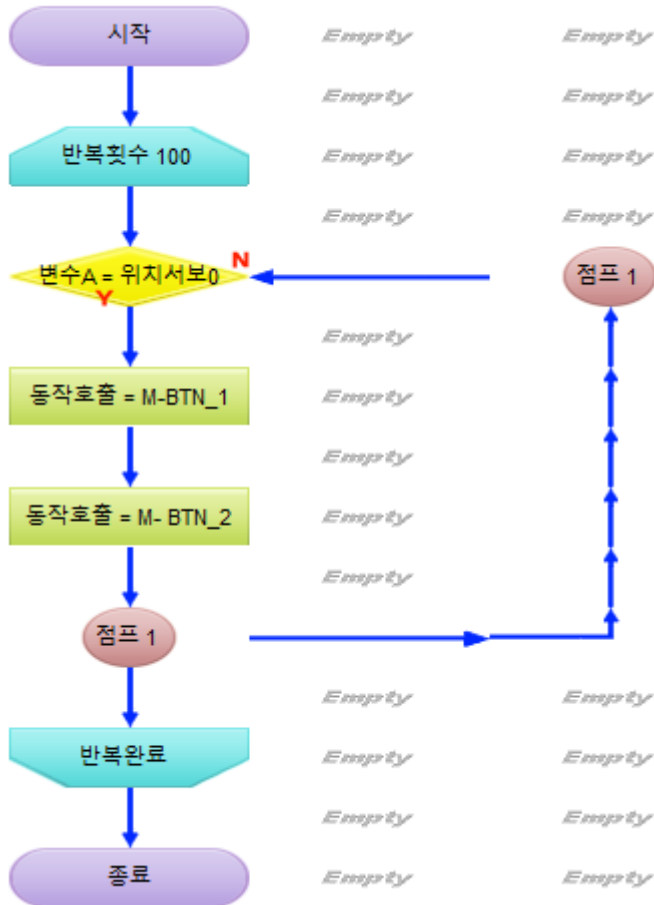 시작 Empty Empty
Empty Empty
반복횟수 100 Empty Empty
Empty Empty
변수A = 위치서보0 N 점프 1
Y
Empty
동작호출 = M-BTN_1 Empty
Empty
동작호출 = M- BTN_2 Empty
Empty
점프 1
Empty Empty
반복완료 Empty Empty
Empty Empty
종료 Empty Empty